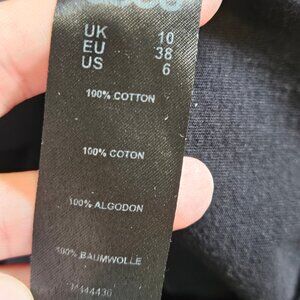 UK 10
EU 38
US 6
100% COTTON
100% COTON
100% ALGODON
100% BAUMWOLLE